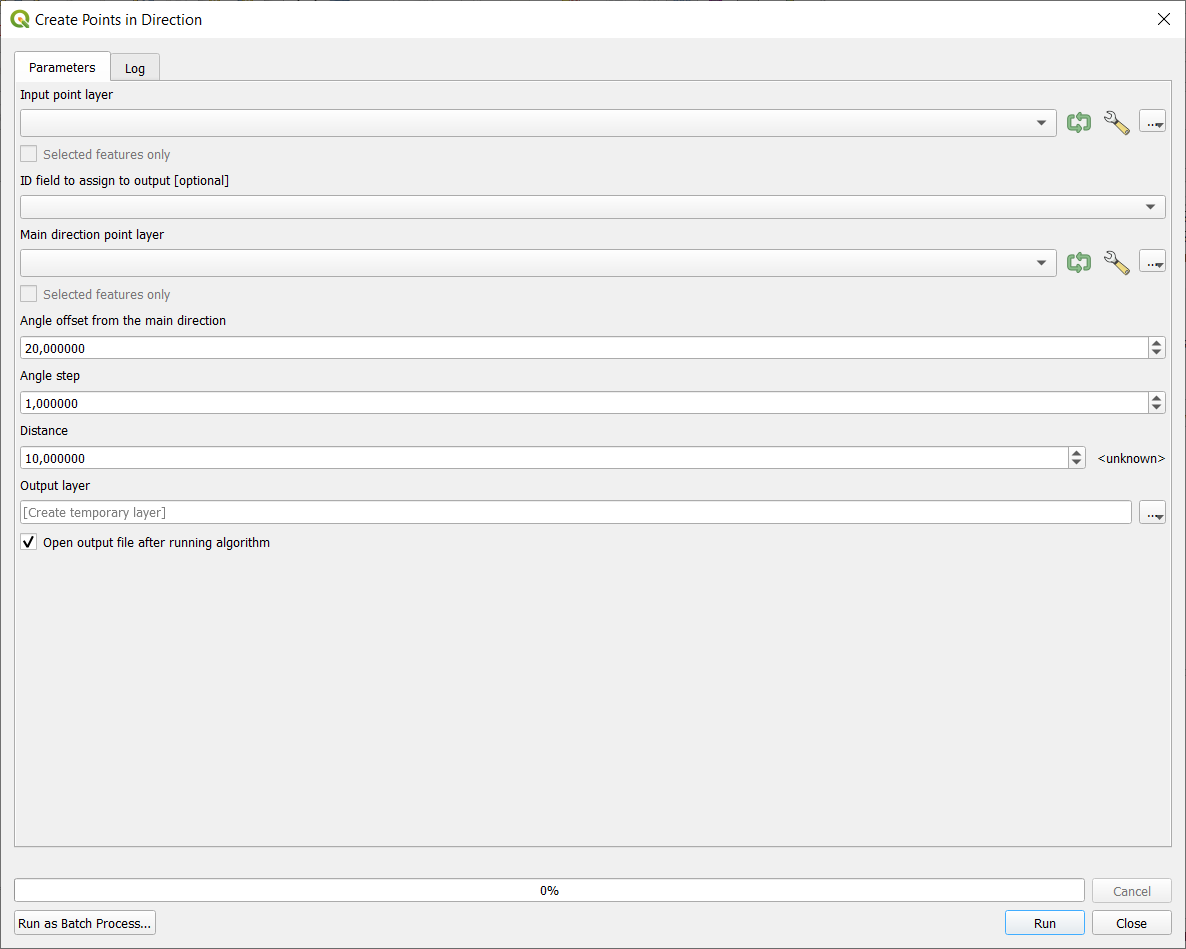 Create Points in Direction
Parameters
Log
Input point layer
...
Selected features only
ID field to assign to output [optional]
Main direction point layer
...
Selected features only
Angle offset from the main direction
20,000000
Angle step
1,000000
Distance
10,000000
<unknown>
Output layer
[Create temporary layer]
...
Open output file after running algorithm
0%
Cancel
Run as Batch Process...
Run
Close